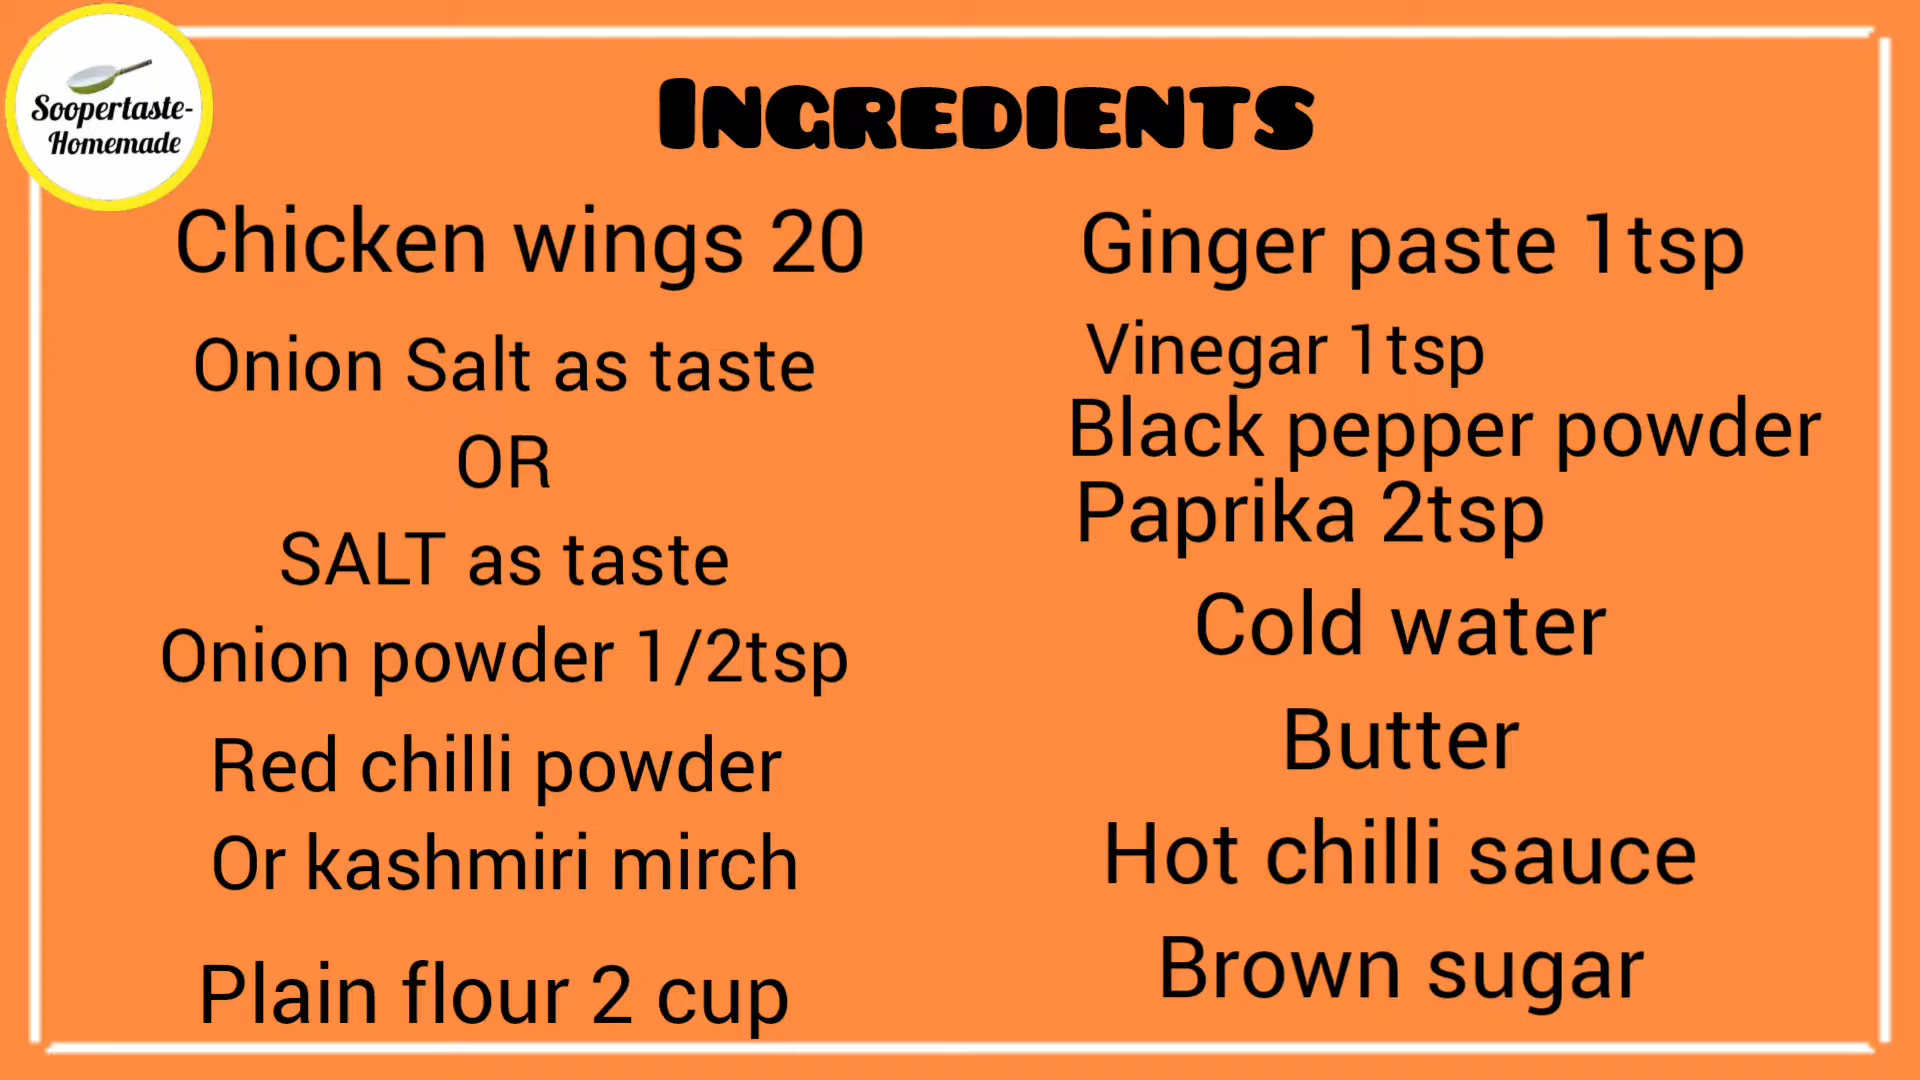 Soopertaste-
Homemade
INGREDIENTS
Chicken wings 20
Onion Salt as taste
OR
SALT as taste
Onion powder 1/2tsp
Red chilli powder
Or kashmiri mirch
Plain flour 2 cup
Ginger paste 1tsp
Vinegar 1tsp
Black pepper powder
Paprika 2tsp
Cold water
Butter
Hot chilli sauce
Brown sugar